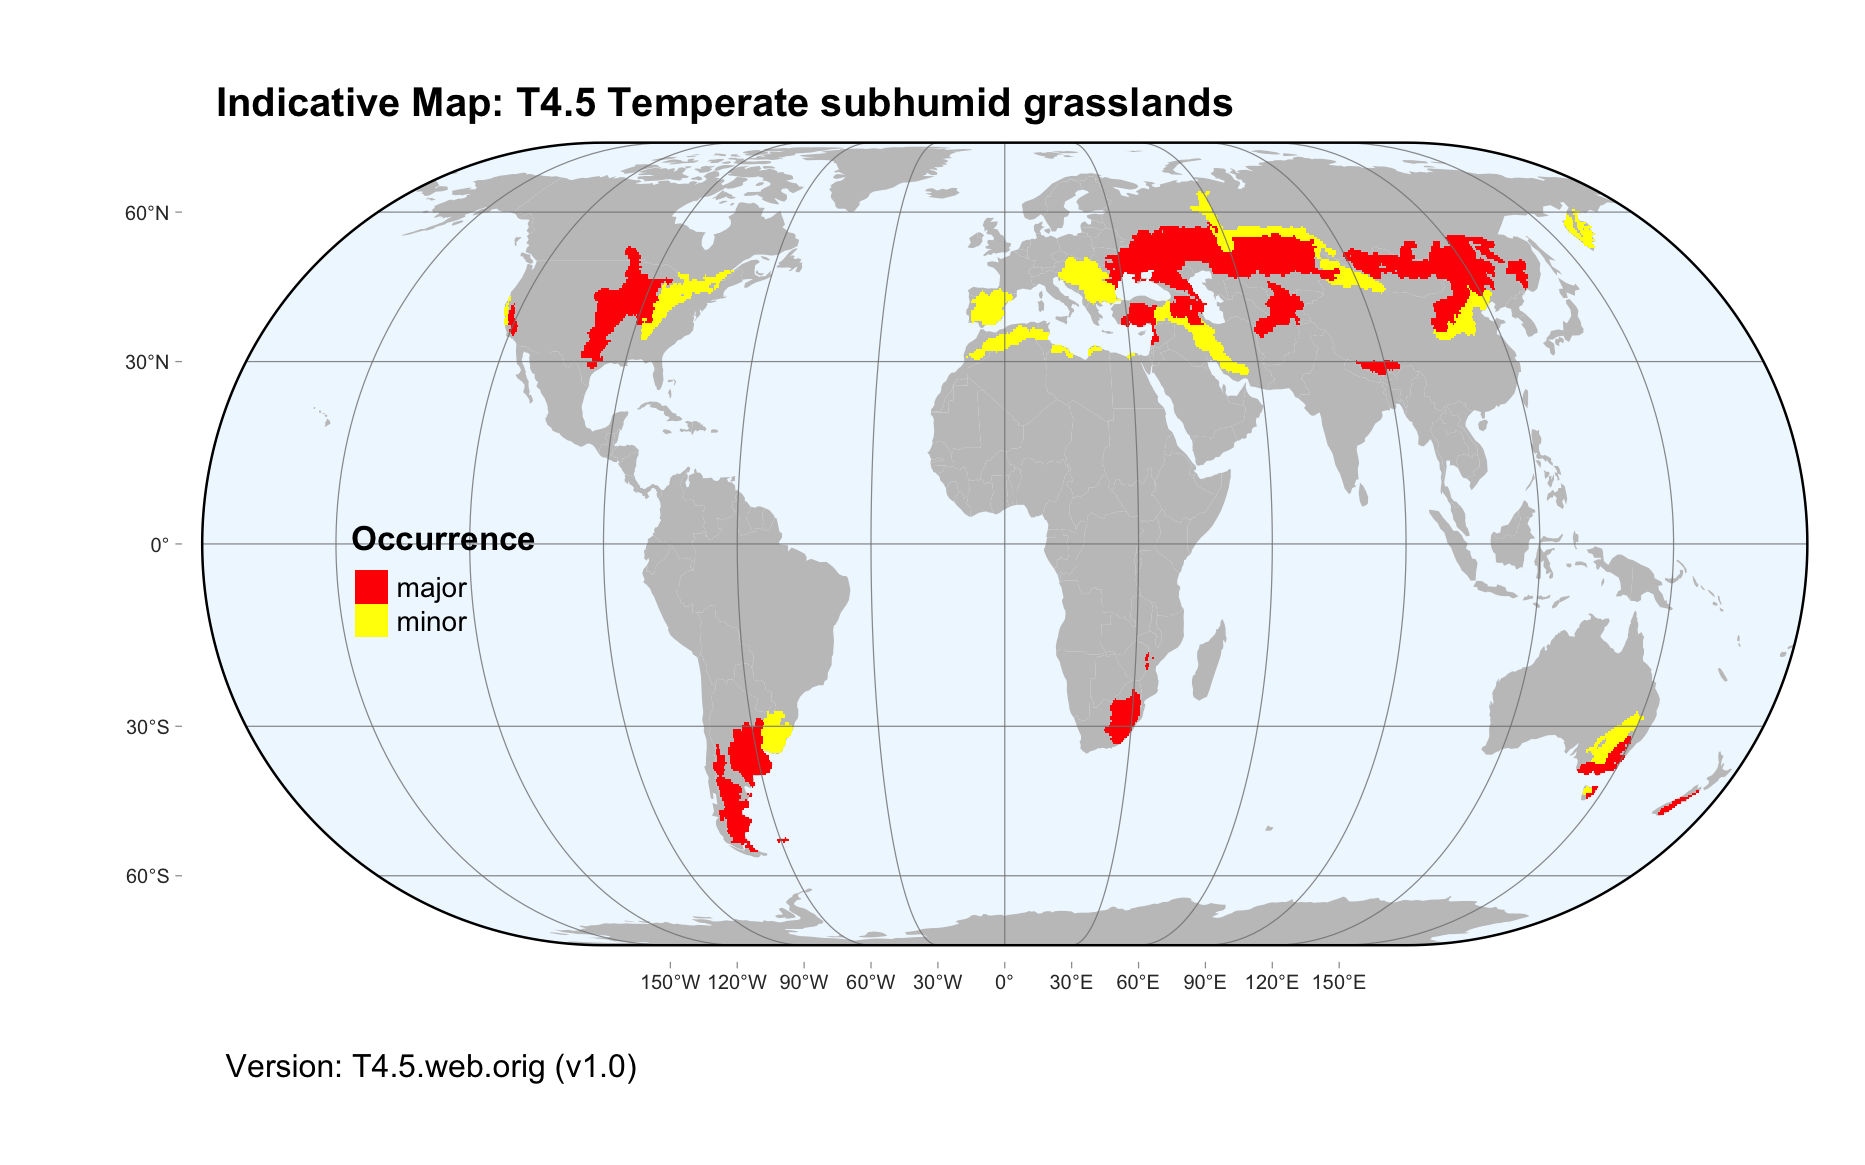 Indicative Map: T4.5 Temperate subhumid grasslands
60°N
30°N
0°
30°S
60°S
Occurrence
major
minor
150°W 120°W 90°W 60°W 30°W 0° 30°E 60°E 90°E 120°E 150°E
Version: T4.5.web.orig (v1.0)